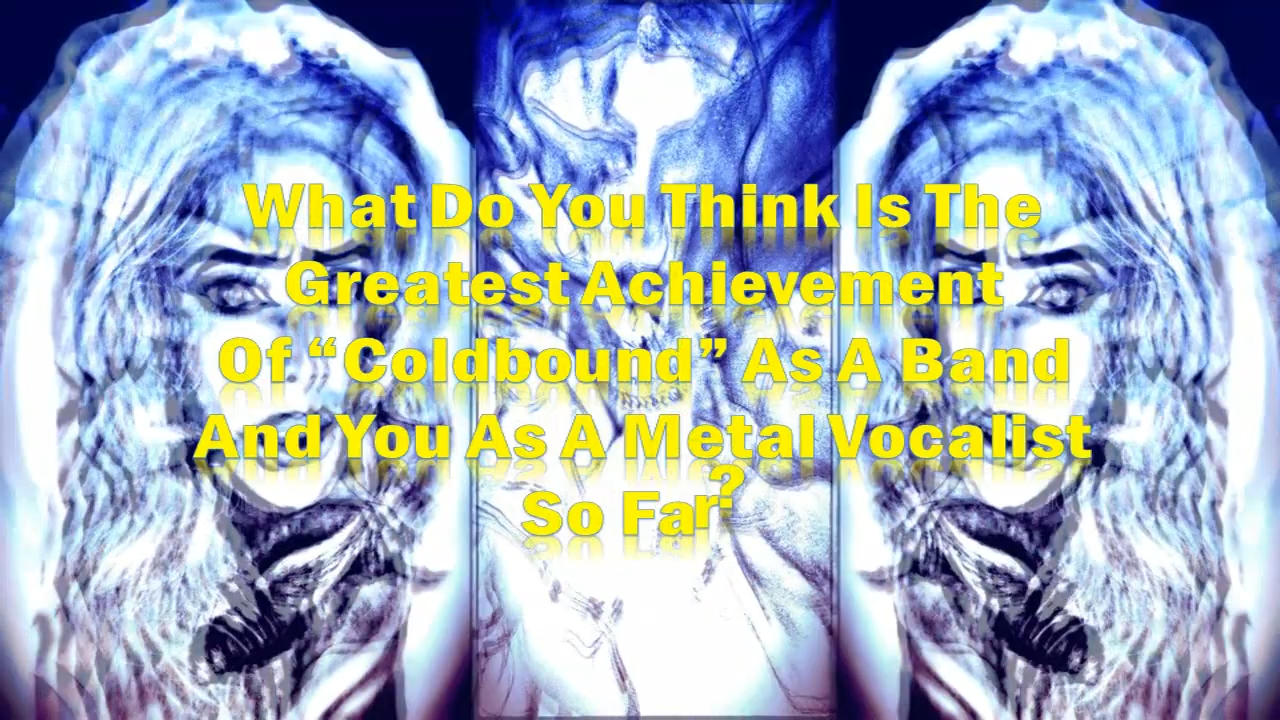 What Do You Think Is The
Greatest Achievement
Of “Coldbound” As A Band
And You As A Metal Vocalist
So Far?